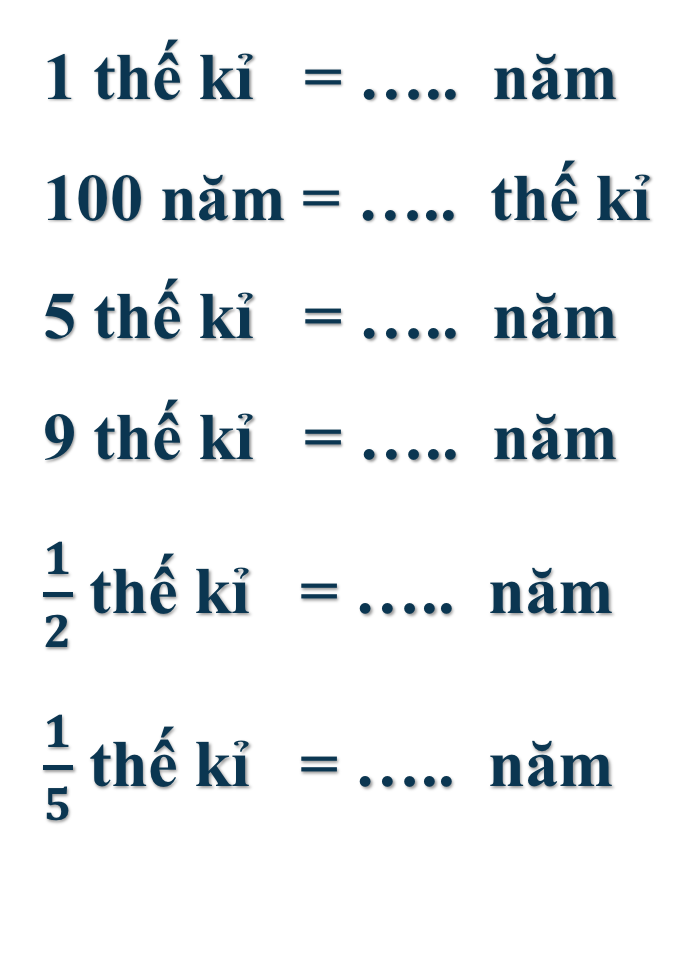 1 thế kỉ = ….. năm
100 năm = ….. thế kỉ
5 thế kỉ = ….. năm
9 thế kỉ = ….. năm
1/2 thế kỉ = ….. năm
1/5 thế kỉ = ….. năm